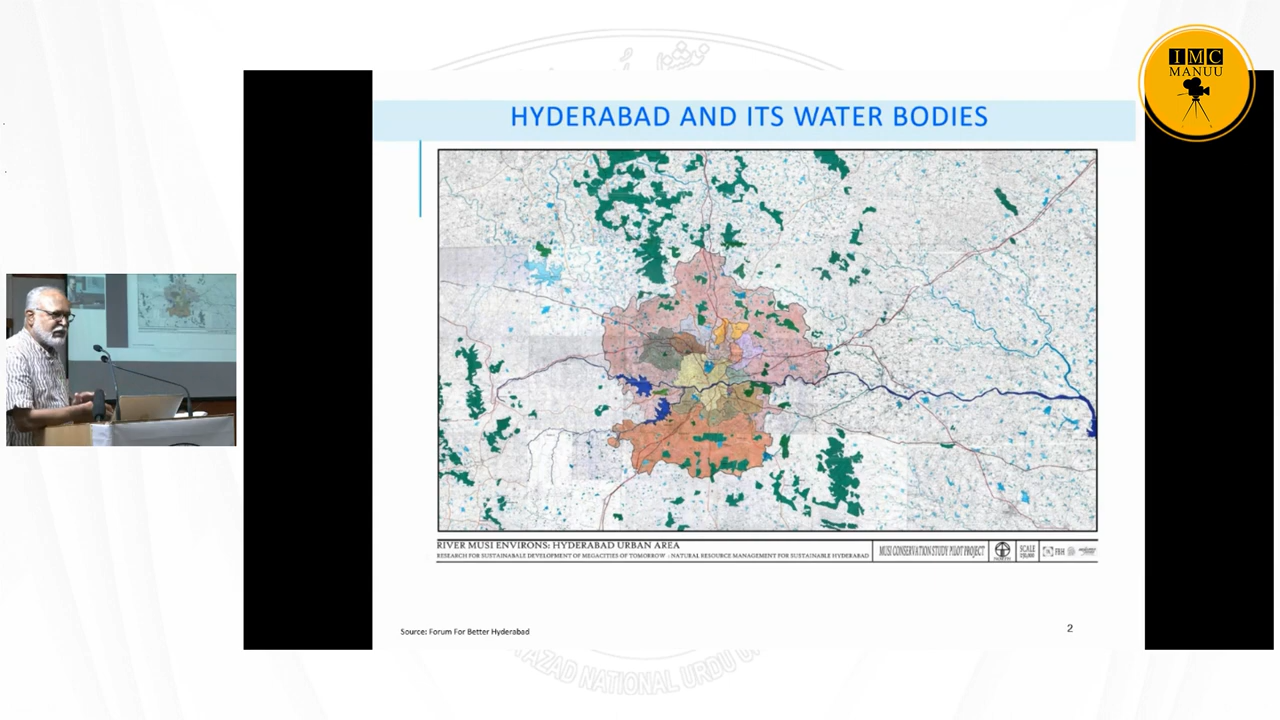 IMC
MANUU
HYDERABAD AND ITS WATER BODIES
RIVER MUSI ENVIRONS: HYDERABAD URBAN AREA
RESEARCH FOR SUSTAINABALE DEVELOPMENT OF MEGACITIES OF TOMORROW : NATURAL RESOURCE MANAGEMENT FOR SUSTAINABLE HYDERABAD
MUSI CONSERVATION STUDY PILOT PROJECT
SCALE
FBH
Source: Forum For Better Hyderabad
2
AZAD NATIONAL URDU U